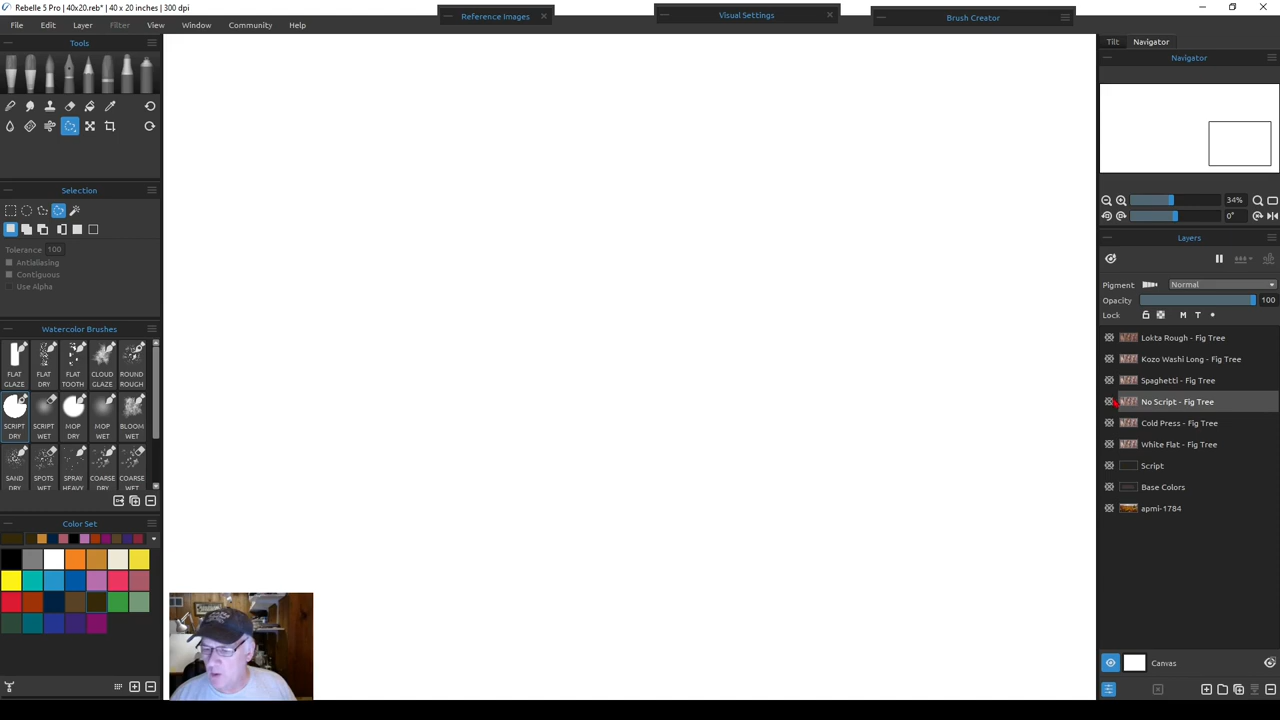 Rebelle 5 Pro | 40x20.reb* | 40 x 20 inches | 300 dpi
File Edit Layer Filter View Window Community Help
Reference Images
Visual Settings
Brush Creator
Tools
Selection
Tolerance 100
Antialiasing
Contiguous
Use Alpha
Watercolor Brushes
FLAT GLAZE
FLAT DRY
FLAT TOOTH
CLOUD GLAZE
ROUND ROUGH
SCRIPT DRY
SCRIPT WET
MOP DRY
MOP WET
BLOOM WET
SAND DRY
SPOTS WET
SPRAY HEAVY
COARSE DRY
COARSE WET
Color Set
Tilt Navigator
Navigator
34%
0°
Layers
Pigment Normal
Opacity 100
Lock M T
Lokta Rough - Fig Tree
Kozo Washi Long - Fig Tree
Spaghetti - Fig Tree
No Script - Fig Tree
Cold Press - Fig Tree
White Flat - Fig Tree
Script
Base Colors
apmi-1784
Canvas